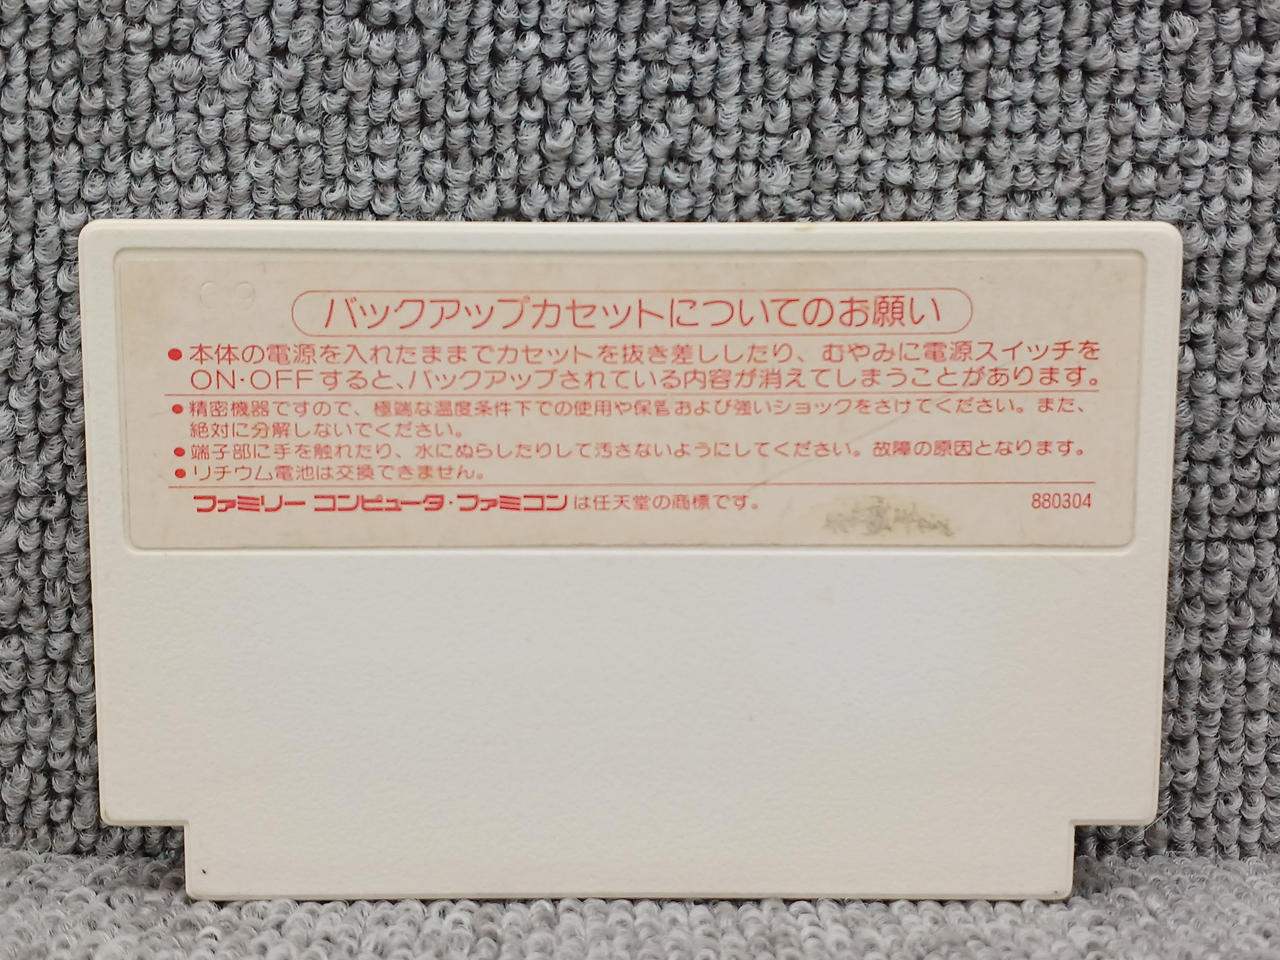 C 9
バックアップカセットについてのお願い
●本体の電源を入れたままでカセットを抜き差ししたり、むやみに電源スイッチを
ON・OFFすると、バックアップされている内容が消えてしまうことがあります。
●精密機器ですので、極端な温度条件下での使用や保管および強いショックをさけてください。また、
絶対に分解しないでください。
●端子部に手を触れたり、水にぬらしたりして汚さないようにしてください。故障の原因となります。
●リチウム電池は交換できません。
ファミリーコンピュータ・ファミコンは任天堂の商標です。
880304